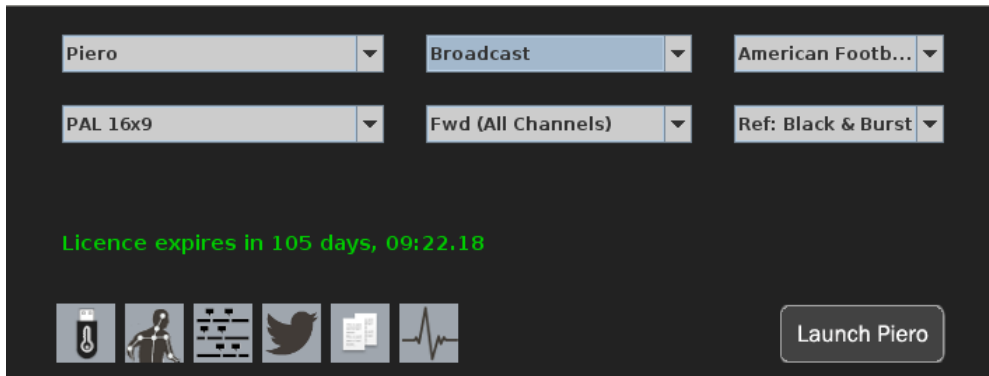 Piero Broadcast American Footb...
PAL 16x9 Fwd (All Channels) Ref: Black & Burst
Licence expires in 105 days, 09:22.18
Launch Piero